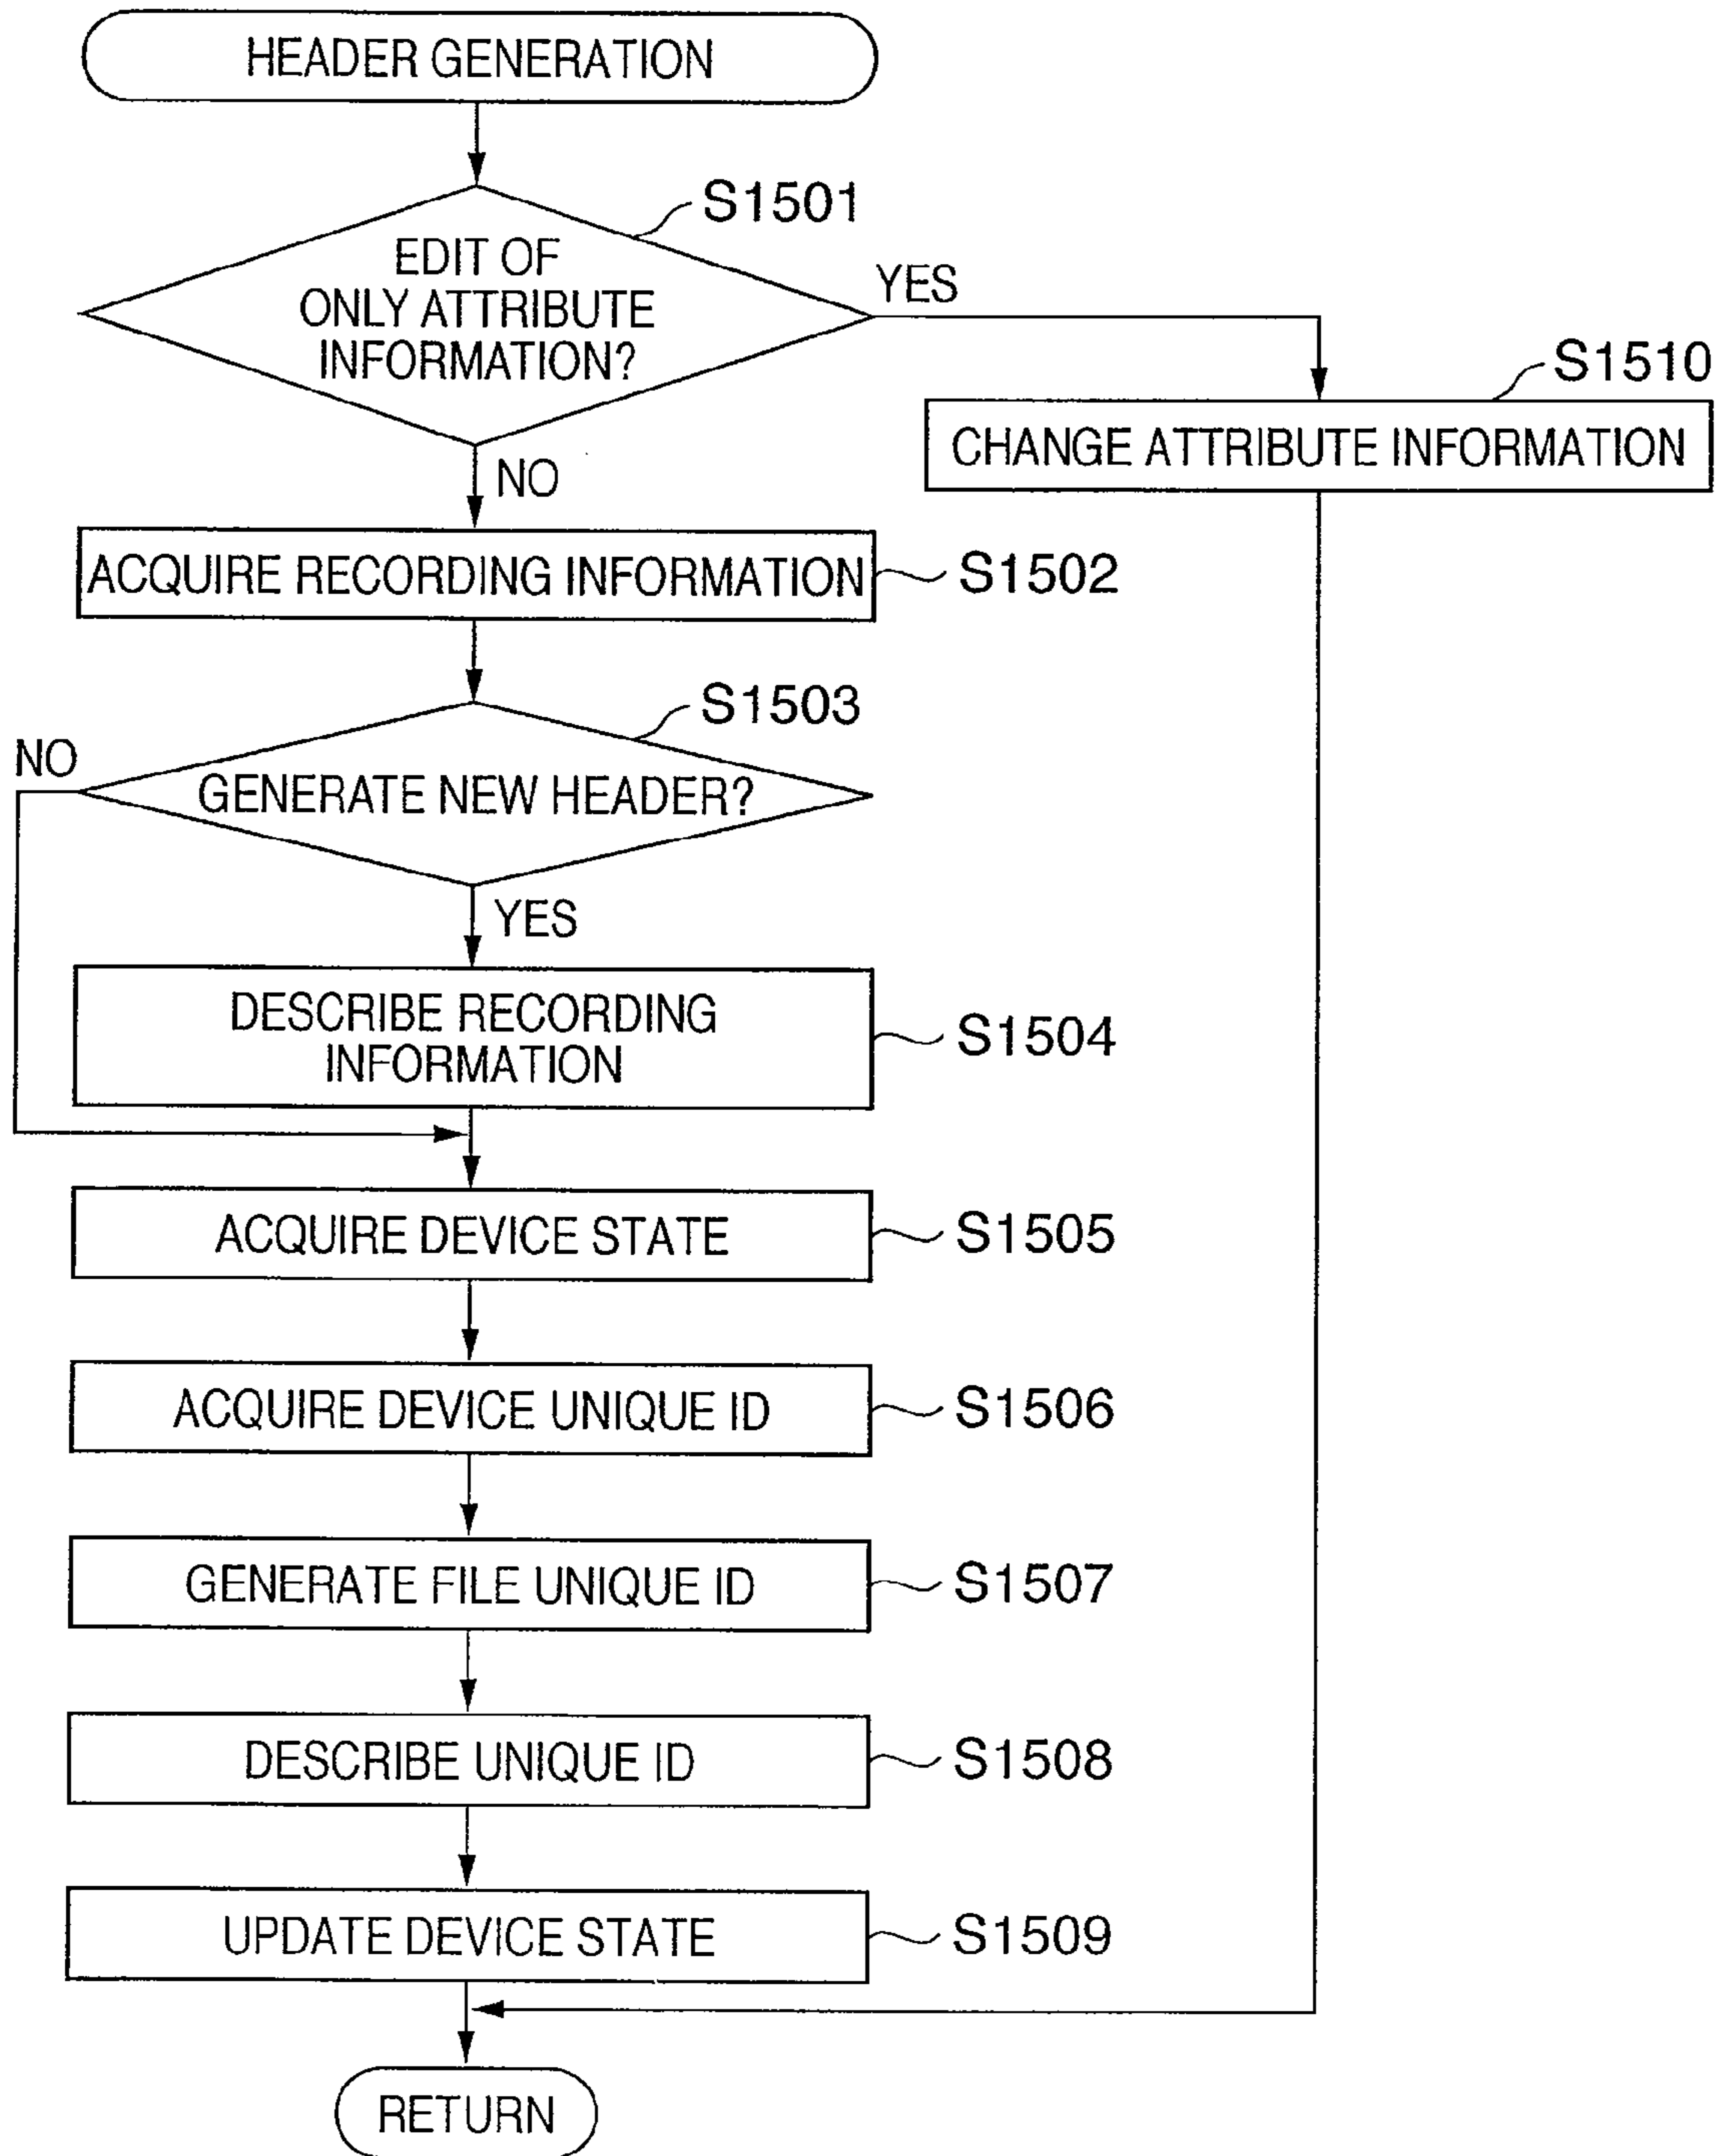 HEADER GENERATION
S1501
EDIT OF
ONLY ATTRIBUTE
INFORMATION?
YES
S1510
CHANGE ATTRIBUTE INFORMATION
NO
ACQUIRE RECORDING INFORMATION
S1502
S1503
NO
GENERATE NEW HEADER?
YES
DESCRIBE RECORDING
INFORMATION
S1504
ACQUIRE DEVICE STATE
S1505
ACQUIRE DEVICE UNIQUE ID
S1506
GENERATE FILE UNIQUE ID
S1507
DESCRIBE UNIQUE ID
S1508
UPDATE DEVICE STATE
S1509
RETURN